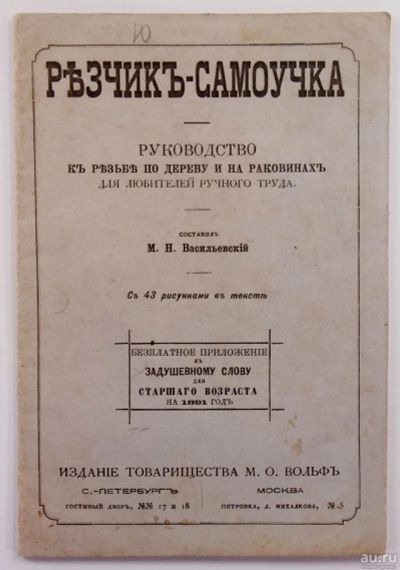 Ю
РѢЗЧИКЪ-САМОУЧКА
РУКОВОДСТВО
КЪ РѢЗЬБѢ ПО ДЕРЕВУ И НА РАКОВИНАХЪ
ДЛЯ ЛЮБИТЕЛЕЙ РУЧНОГО ТРУДА.
СОСТАВИЛЪ
М. Н. Васильевскій
Съ 43 рисунками въ текстѣ
БЕЗПЛАТНОЕ ПРИЛОЖЕНІЕ
КЪ
ЗАДУШЕВНОМУ СЛОВУ
для
СТАРШАГО ВОЗРАСТА
НА 1891 ГОДЪ
ИЗДАНІЕ ТОВАРИЩЕСТВА М. О. ВОЛЬФЪ
С.-ПЕТЕРБУРГЪ МОСКВА
ГОСТИНЫЙ ДВОРЪ, №№ 17 и 18 ПЕТРОВКА, Д. МИХАЛКОВА, № 5
au.ru